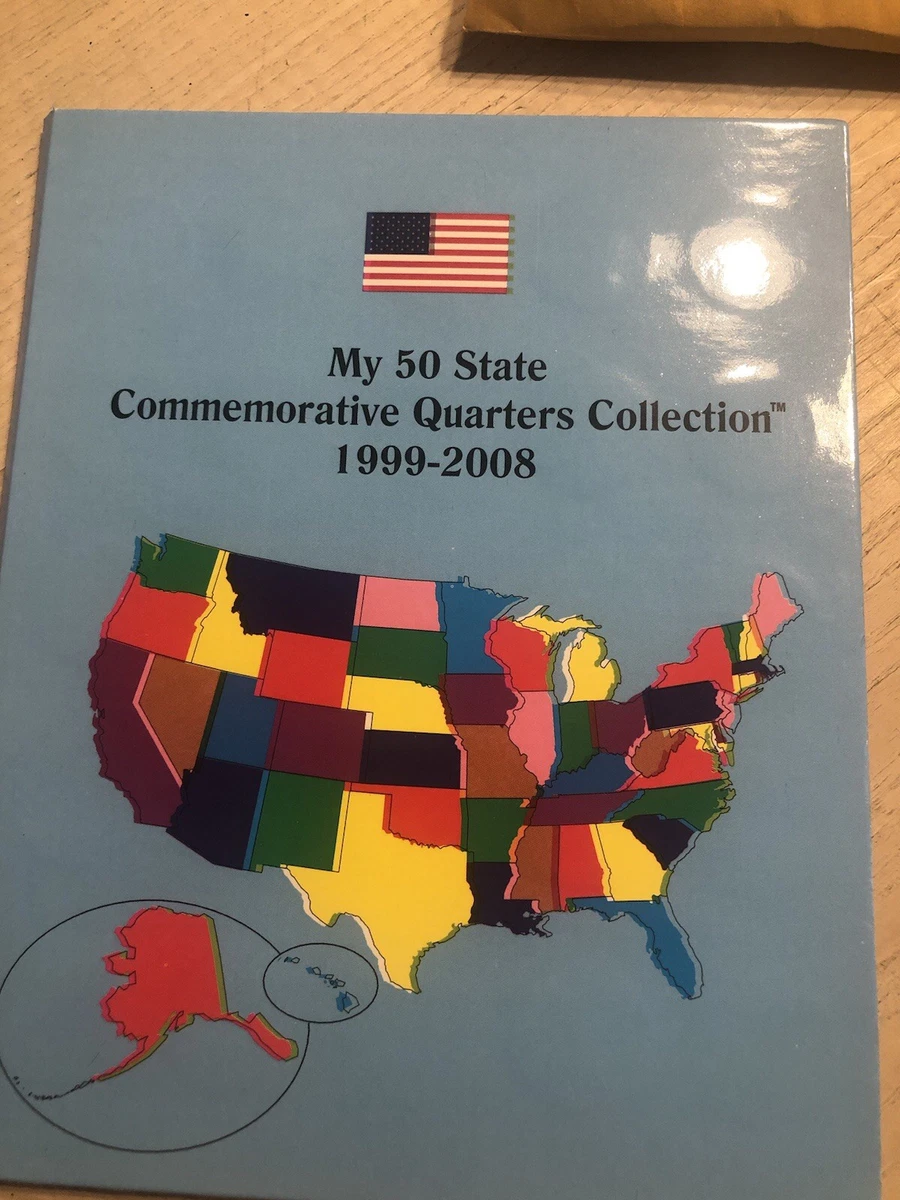 My 50 State
Commemorative Quarters Collection™
1999-2008